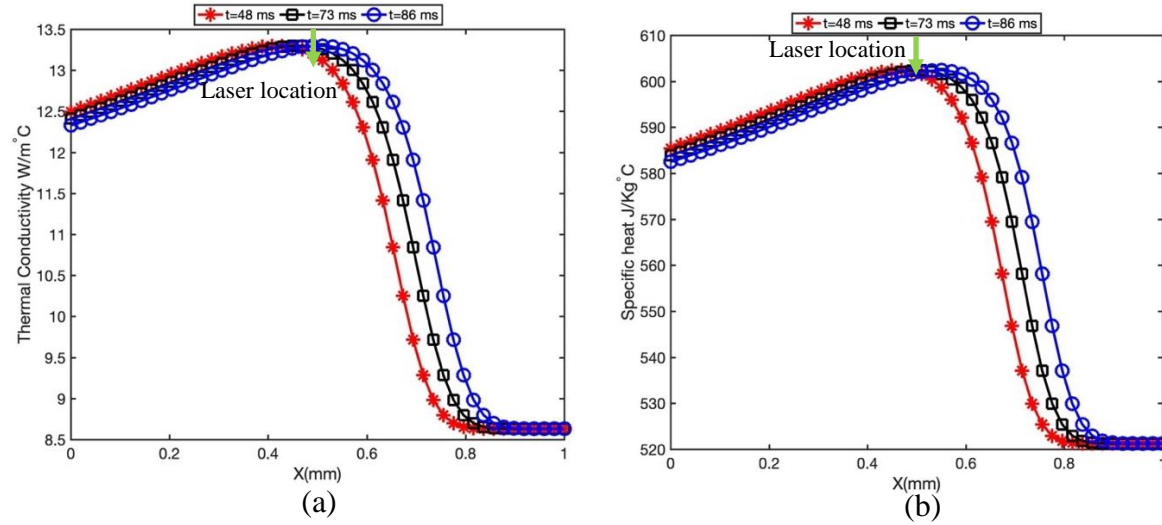 t=48 ms t=73 ms t=86 ms
Laser location
Thermal Conductivity W/m°C
13.5
13
12.5
12
11.5
11
10.5
10
9.5
9
8.5
0 0.2 0.4 0.6 0.8 1
X(mm)
(a)
t=48 ms t=73 ms t=86 ms
Laser location
Specific heat J/Kg°C
610
600
590
580
570
560
550
540
530
520
0 0.2 0.4 0.6 0.8 1
X(mm)
(b)